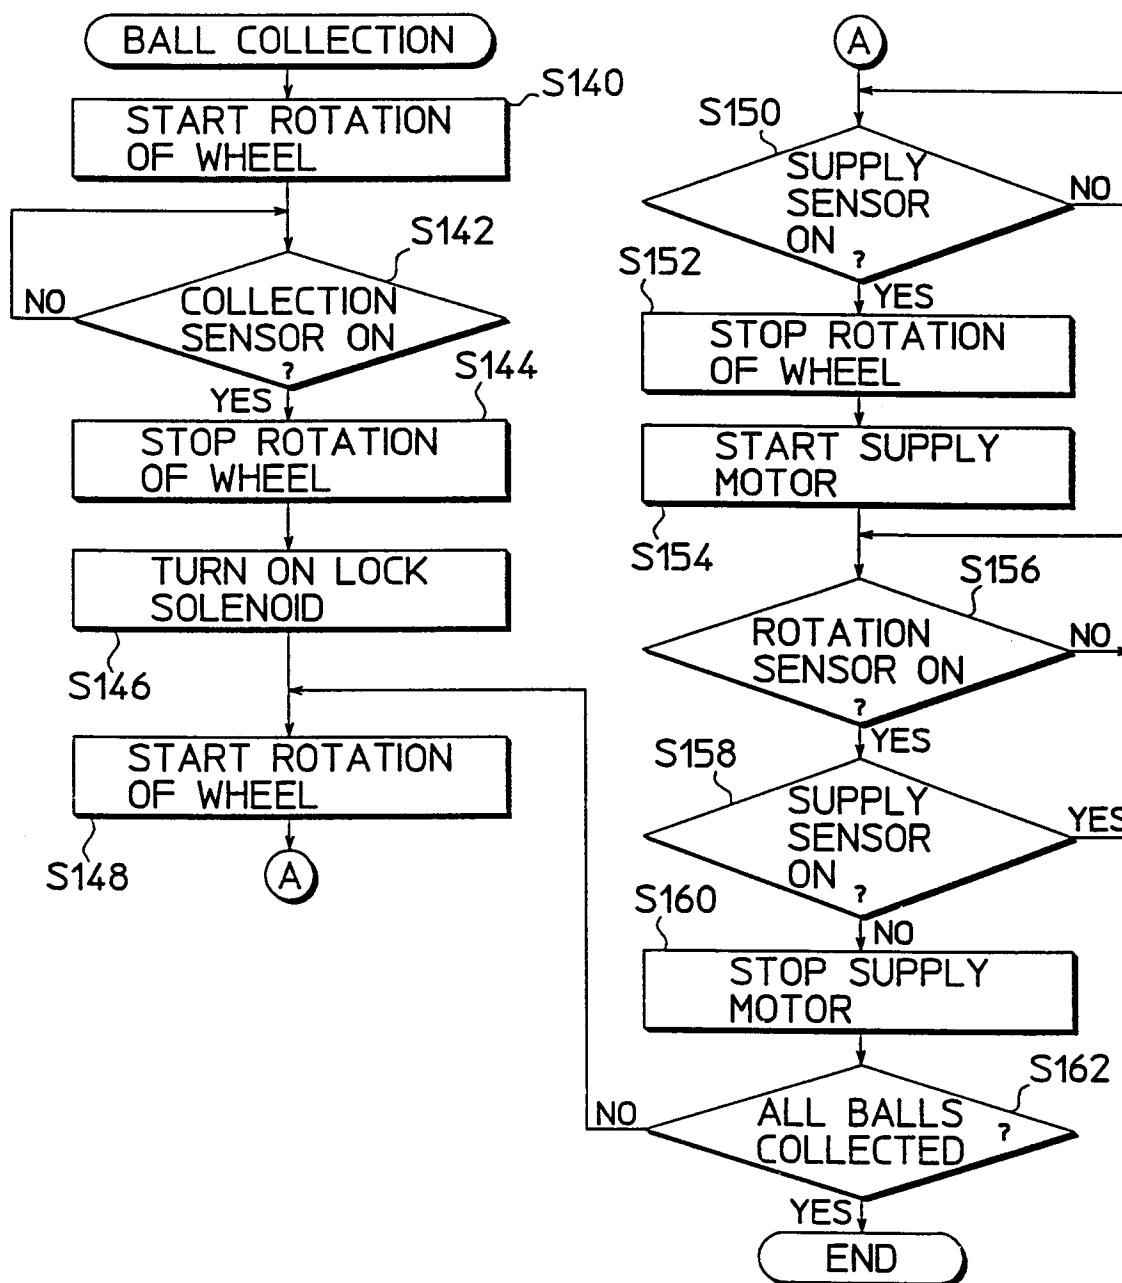 BALL COLLECTION
S140
START ROTATION
OF WHEEL
S142
NO
COLLECTION
SENSOR ON
?
YES
S144
STOP ROTATION
OF WHEEL
TURN ON LOCK
SOLENOID
S146
START ROTATION
OF WHEEL
S148
A
A
S150
SUPPLY
SENSOR
ON
?
NO
YES
S152
STOP ROTATION
OF WHEEL
START SUPPLY
MOTOR
S154
S156
ROTATION
SENSOR ON
?
NO
YES
S158
SUPPLY
SENSOR
ON
?
YES
NO
S160
STOP SUPPLY
MOTOR
S162
ALL BALLS
COLLECTED ?
NO
YES
END